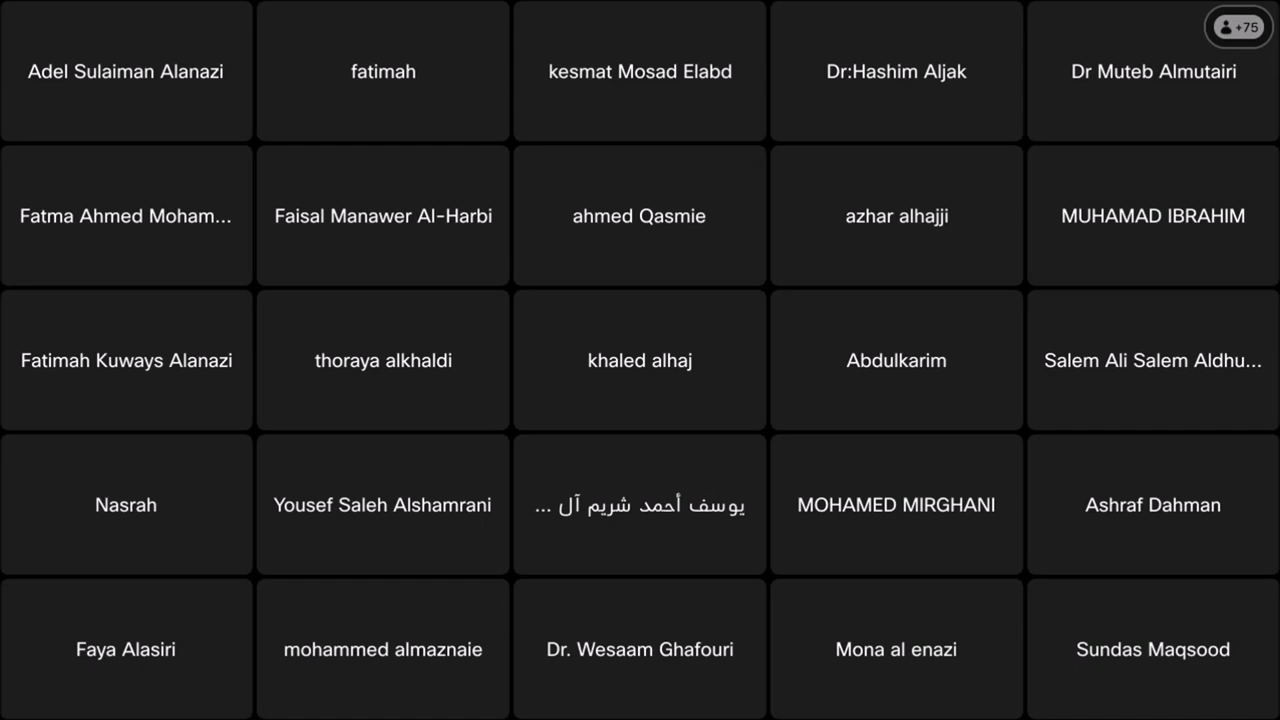 +75
Adel Sulaiman Alanazi
fatimah
kesmat Mosad Elabd
Dr:Hashim Aljak
Dr Muteb Almutairi
Fatma Ahmed Moham...
Faisal Manawer Al-Harbi
ahmed Qasmie
azhar alhajji
MUHAMAD IBRAHIM
Fatimah Kuways Alanazi
thoraya alkhaldi
khaled alhaj
Abdulkarim
Salem Ali Salem Aldhu...
Nasrah
Yousef Saleh Alshamrani
يوسف أحمد شريم آل ...
MOHAMED MIRGHANI
Ashraf Dahman
Faya Alasiri
mohammed almaznaie
Dr. Wesaam Ghafouri
Mona al enazi
Sundas Maqsood